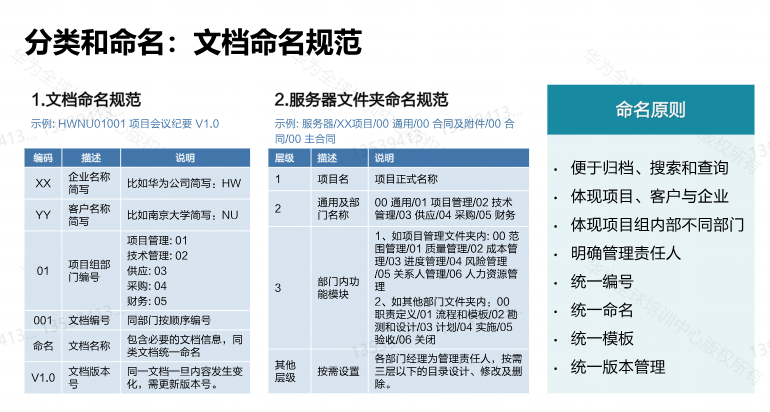 分类和命名：文档命名规范
1.文档命名规范
示例: HWNU01001 项目会议纪要 V1.0
编码 描述 说明
XX 企业名称
简写 比如华为公司简写；HW
YY 客户名称
简写 比如南京大学简写；NU
01 项目组部
门编号
项目管理: 01
技术管理: 02
供应: 03
采购: 04
财务: 05
001 文档编号 同部门按顺序编号
命名 文档名称 包含必要的文档信息，同
类文档统一命名
V1.0 文档版本
号 同一文档一旦内容发生变
化，需更新版本号。
2.服务器文件夹命名规范
示例: 服务器/XX项目/00 通用/00 合同及附件/00 合
同/00 主合同
层级 描述 说明
1 项目名 项目正式名称
2 通用及部
门名称 00 通用/01 项目管理/02 技术
管理/03 供应/04 采购/05 财务
3 部门内功
能模块
1、如项目管理文件夹内: 00 范
围管理/01 质量管理/02 成本管
理/03 进度管理/04 风险管理
/05 关系人管理/06 人力资源管
理
2、如其他部门文件夹内；00
职责定义/01 流程和模板/02 勘
测和设计/03 计划/04 实施/05
验收/06 关闭
其他
层级 按需设置 各部门经理为管理责任人，按需
三层以下的目录设计、修改及删
除。
命名原则
• 便于归档、搜索和查询
• 体现项目、客户与企业
• 体现项目组内部不同部门
• 明确管理责任人
• 统一编号
• 统一命名
• 统一模板
• 统一版本管理